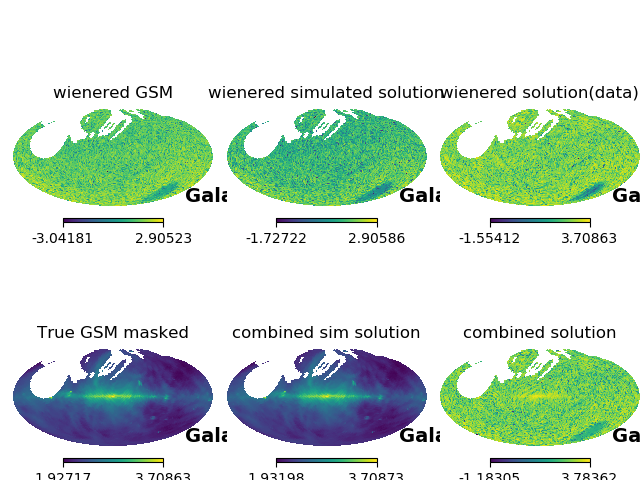 wienered GSM
wienered simulated solution
wienered solution(data)
Gala
Gala
Ga
-3.04181 2.90523
-1.72722 2.90586
-1.55412 3.70863
True GSM masked
combined sim solution
combined solution
Gala
Gala
Ga
1.92717 3.70863
1.93198 3.70873
-1.18305 3.78362